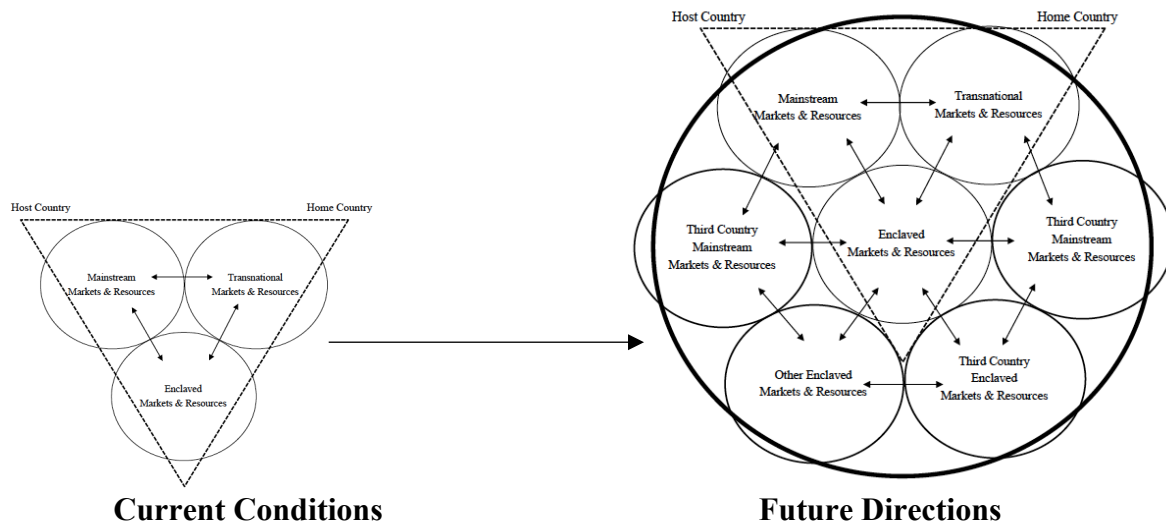 Host Country
Home Country
Mainstream
Markets & Resources
Transnational
Markets & Resources
Enclaved
Markets & Resources
Current Conditions
Host Country
Home Country
Mainstream
Markets & Resources
Transnational
Markets & Resources
Third Country
Mainstream
Markets & Resources
Enclaved
Markets & Resources
Third Country
Mainstream
Markets & Resources
Other Enclaved
Markets & Resources
Third Country
Enclaved
Markets & Resources
Future Directions